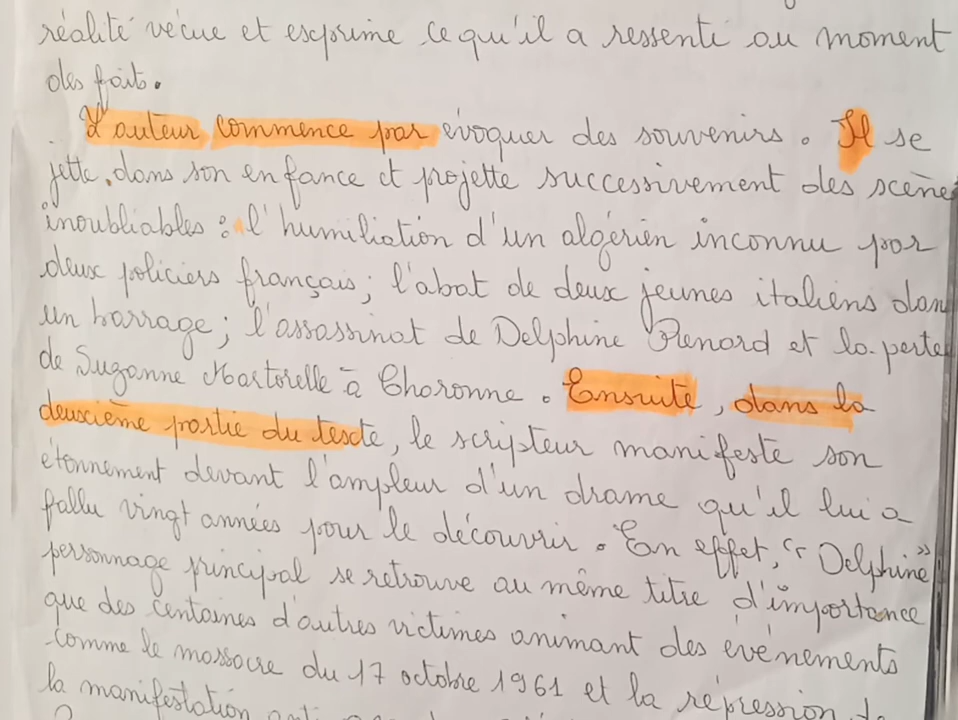 réalité vécue et exprime ce qu'il a ressenti au moment
des fait.
L'auteur commence par évoquer des souvenirs. Il se
jette, dans son enfance et projette successivement des scène
inoubliables : l'humiliation d'un algérien inconnu par
deux policiers français ; l'abat de deux jeunes italiens dan
un barrage ; l'assassinat de Delphine Renord et la perte
de Suzanne Martorelle à Choronne. Ensuite, dans la
deuxième partie du texte, le scripteur manifeste son
étonnement devant l'ampleur d'un drame qu'il lui a
fallu vingt années pour le découvrir. En effet, "Delphine"
personnage principal se retrouve au même titre d'importance
que des centaines d'autres victimes animant des évènements
comme le massacre du 17 octobre 1961 et la répression de
la manifestation